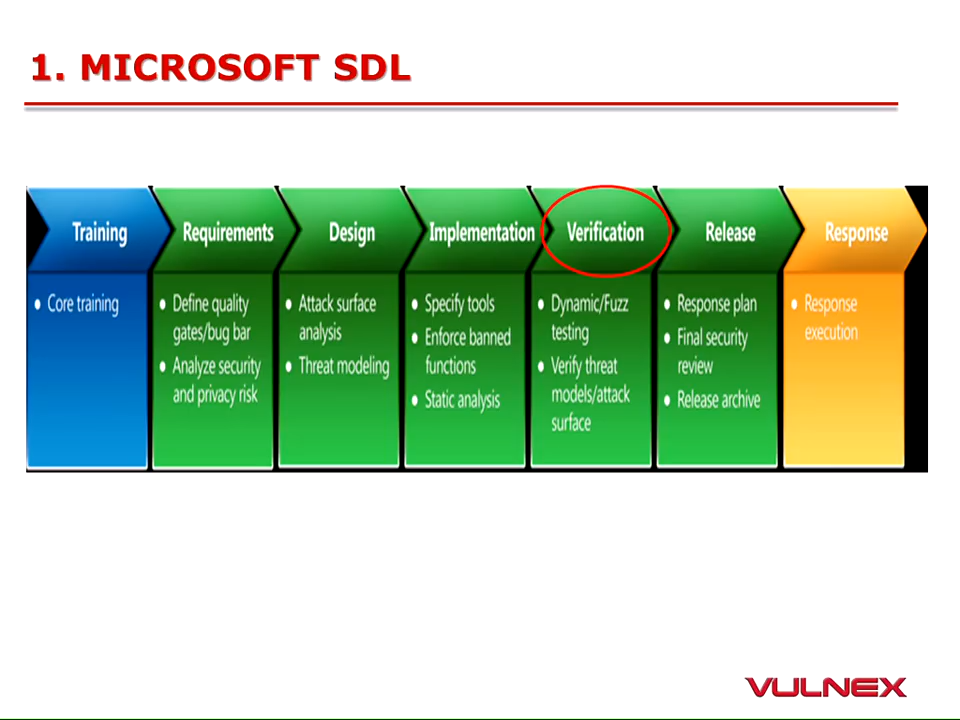 1. MICROSOFT SDL
Training
• Core training
Requirements
• Define quality
gates/bug bar
• Analyze security
and privacy risk
Design
• Attack surface
analysis
• Threat modeling
Implementation
• Specify tools
• Enforce banned
functions
• Static analysis
Verification
• Dynamic/Fuzz
testing
• Verify threat
models/attack
surface
Release
• Response plan
• Final security
review
• Release archive
Response
• Response
execution
VULNEX